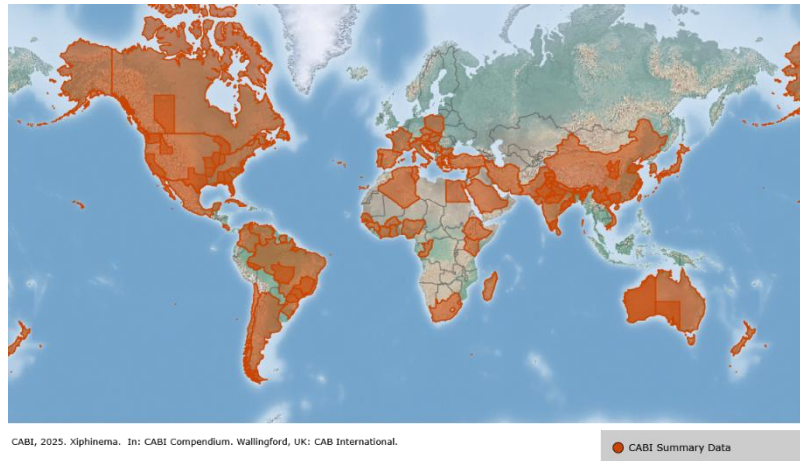 CABI, 2025. Xiphinema. In: CABI Compendium. Wallingford, UK: CAB International.
CABI Summary Data